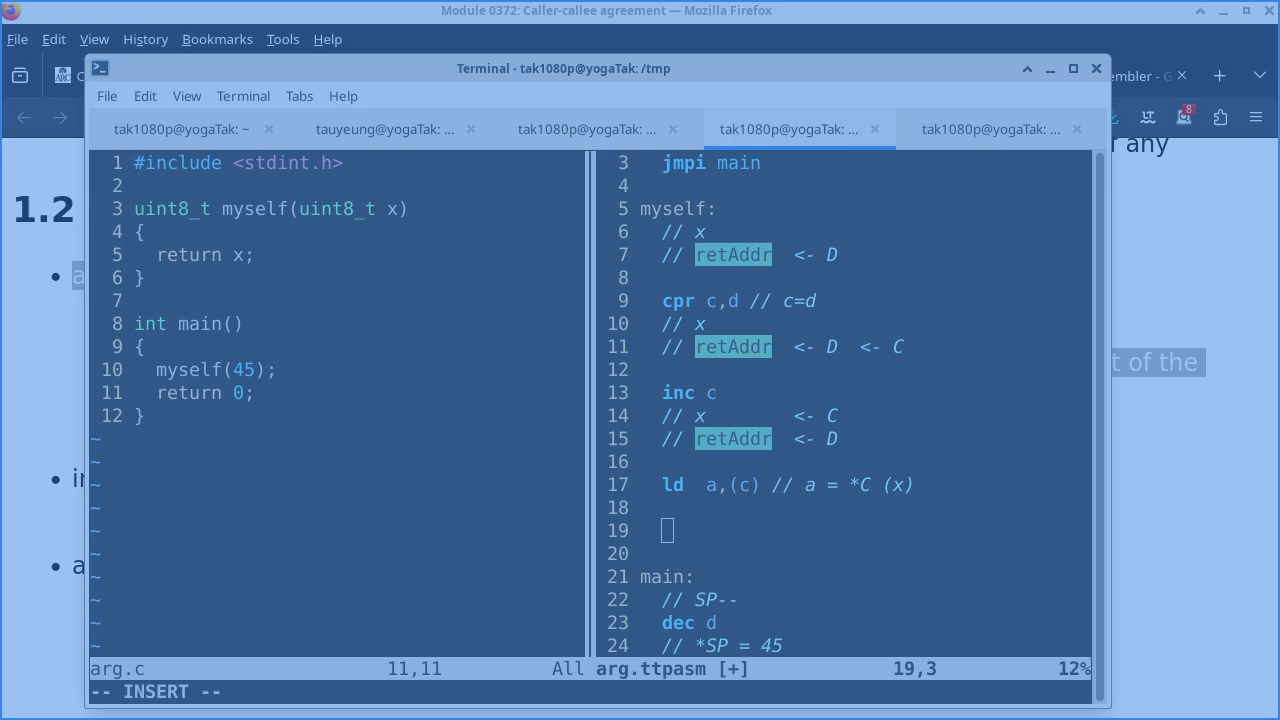 Module 0372: Caller-callee agreement — Mozilla Firefox
File Edit View History Bookmarks Tools Help
Terminal - tak1080p@yogaTak: /tmp
embler - G
File Edit View Terminal Tabs Help
8
tak1080p@yogaTak: ~ tauyeung@yogaTak: ... tak1080p@yogaTak: ... tak1080p@yogaTak: ... tak1080p@yogaTak: ...
any
1.2
t of the
1 #include <stdint.h>
2
3 uint8_t myself(uint8_t x)
4 {
5   return x;
6 }
7
8 int main()
9 {
10   myself(45);
11   return 0;
12 }
~
~
~
~
~
~
~
~
~
~
arg.c 11,11 All
3   jmpi main
4
5 myself:
6   // x
7   // retAddr  <- D
8
9   cpr c,d // c=d
10   // x
11   // retAddr  <- D  <- C
12
13   inc c
14   // x        <- C
15   // retAddr  <- D
16
17   ld  a,(c) // a = *C (x)
18
19
20
21 main:
22   // SP--
23   dec d
24   // *SP = 45
arg.ttpasm [+] 19,3 12%
-- INSERT --